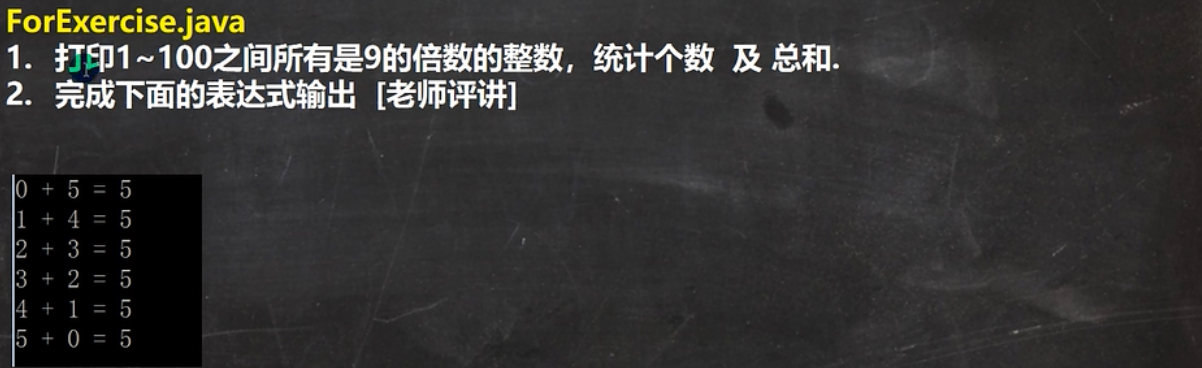 ForExercise.java
1. 打印1~100之间所有是9的倍数的整数，统计个数 及 总和.
2. 完成下面的表达式输出 [老师评讲]
0 + 5 = 5
1 + 4 = 5
2 + 3 = 5
3 + 2 = 5
4 + 1 = 5
5 + 0 = 5